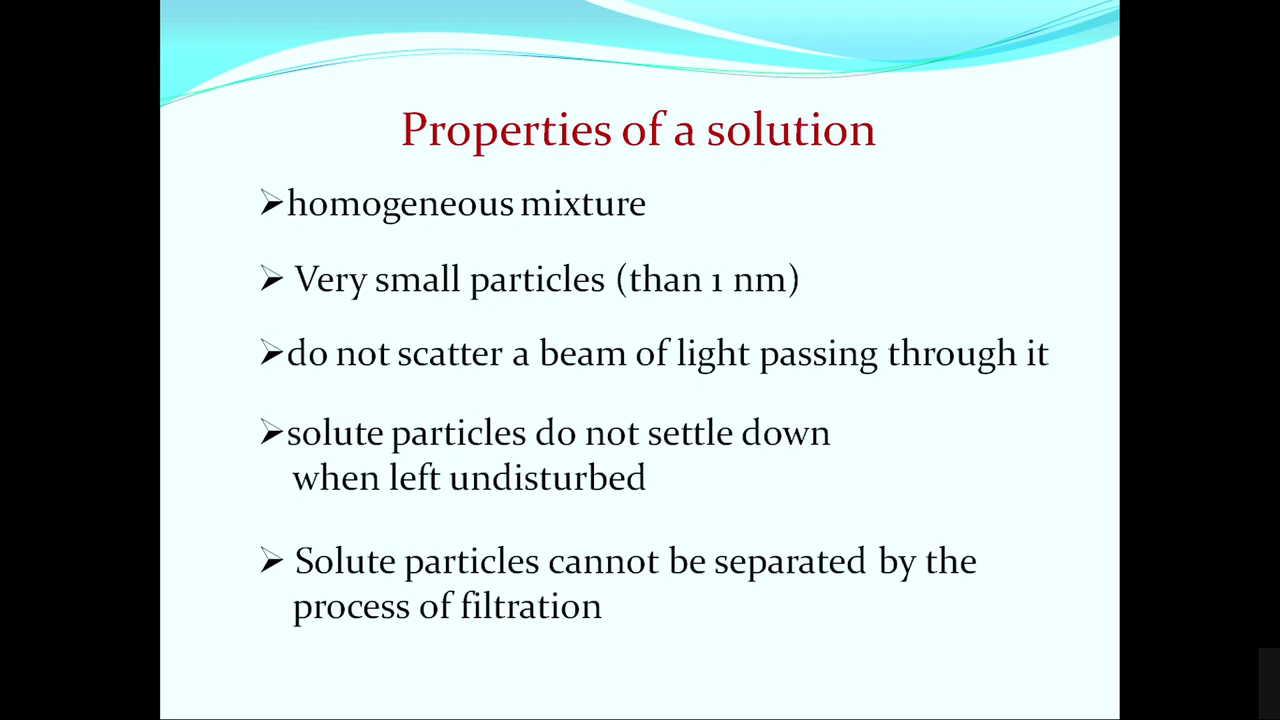 Properties of a solution
➢homogeneous mixture
➢ Very small particles (than 1 nm)
➢do not scatter a beam of light passing through it
➢solute particles do not settle down
when left undisturbed
➢ Solute particles cannot be separated by the
process of filtration